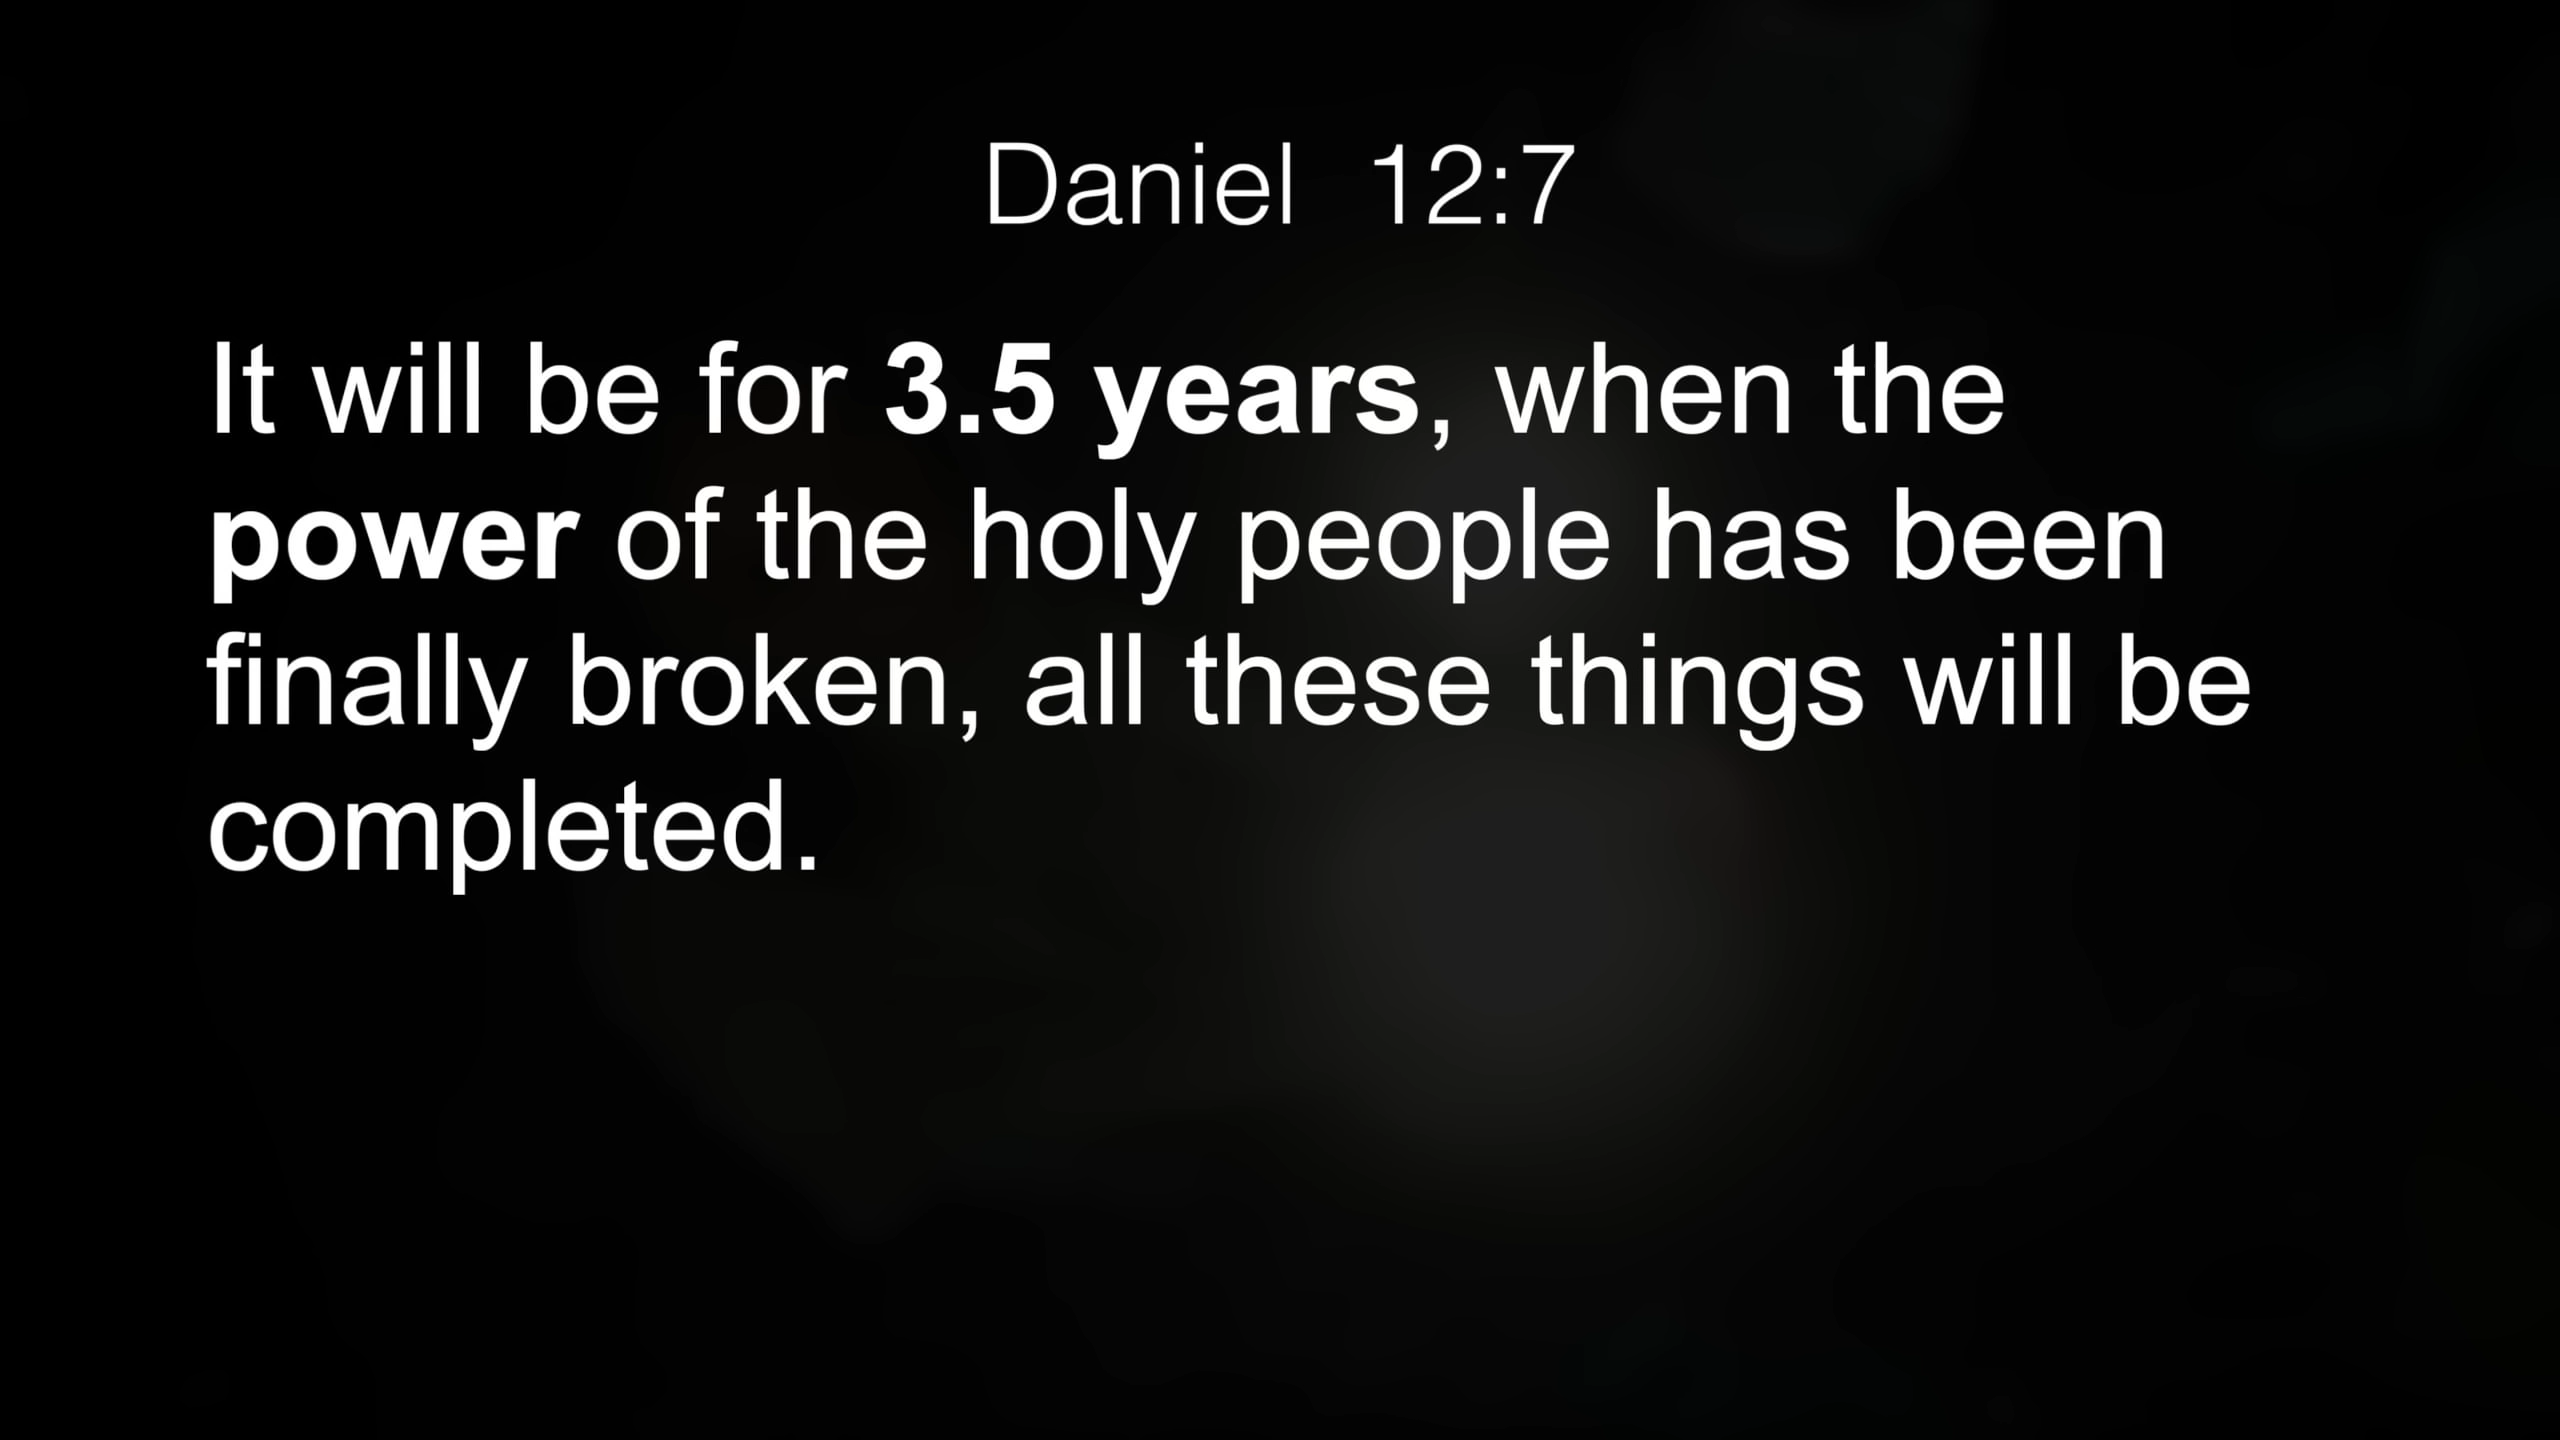 Daniel 12:7
It will be for 3.5 years, when the
power of the holy people has been
finally broken, all these things will be
completed.